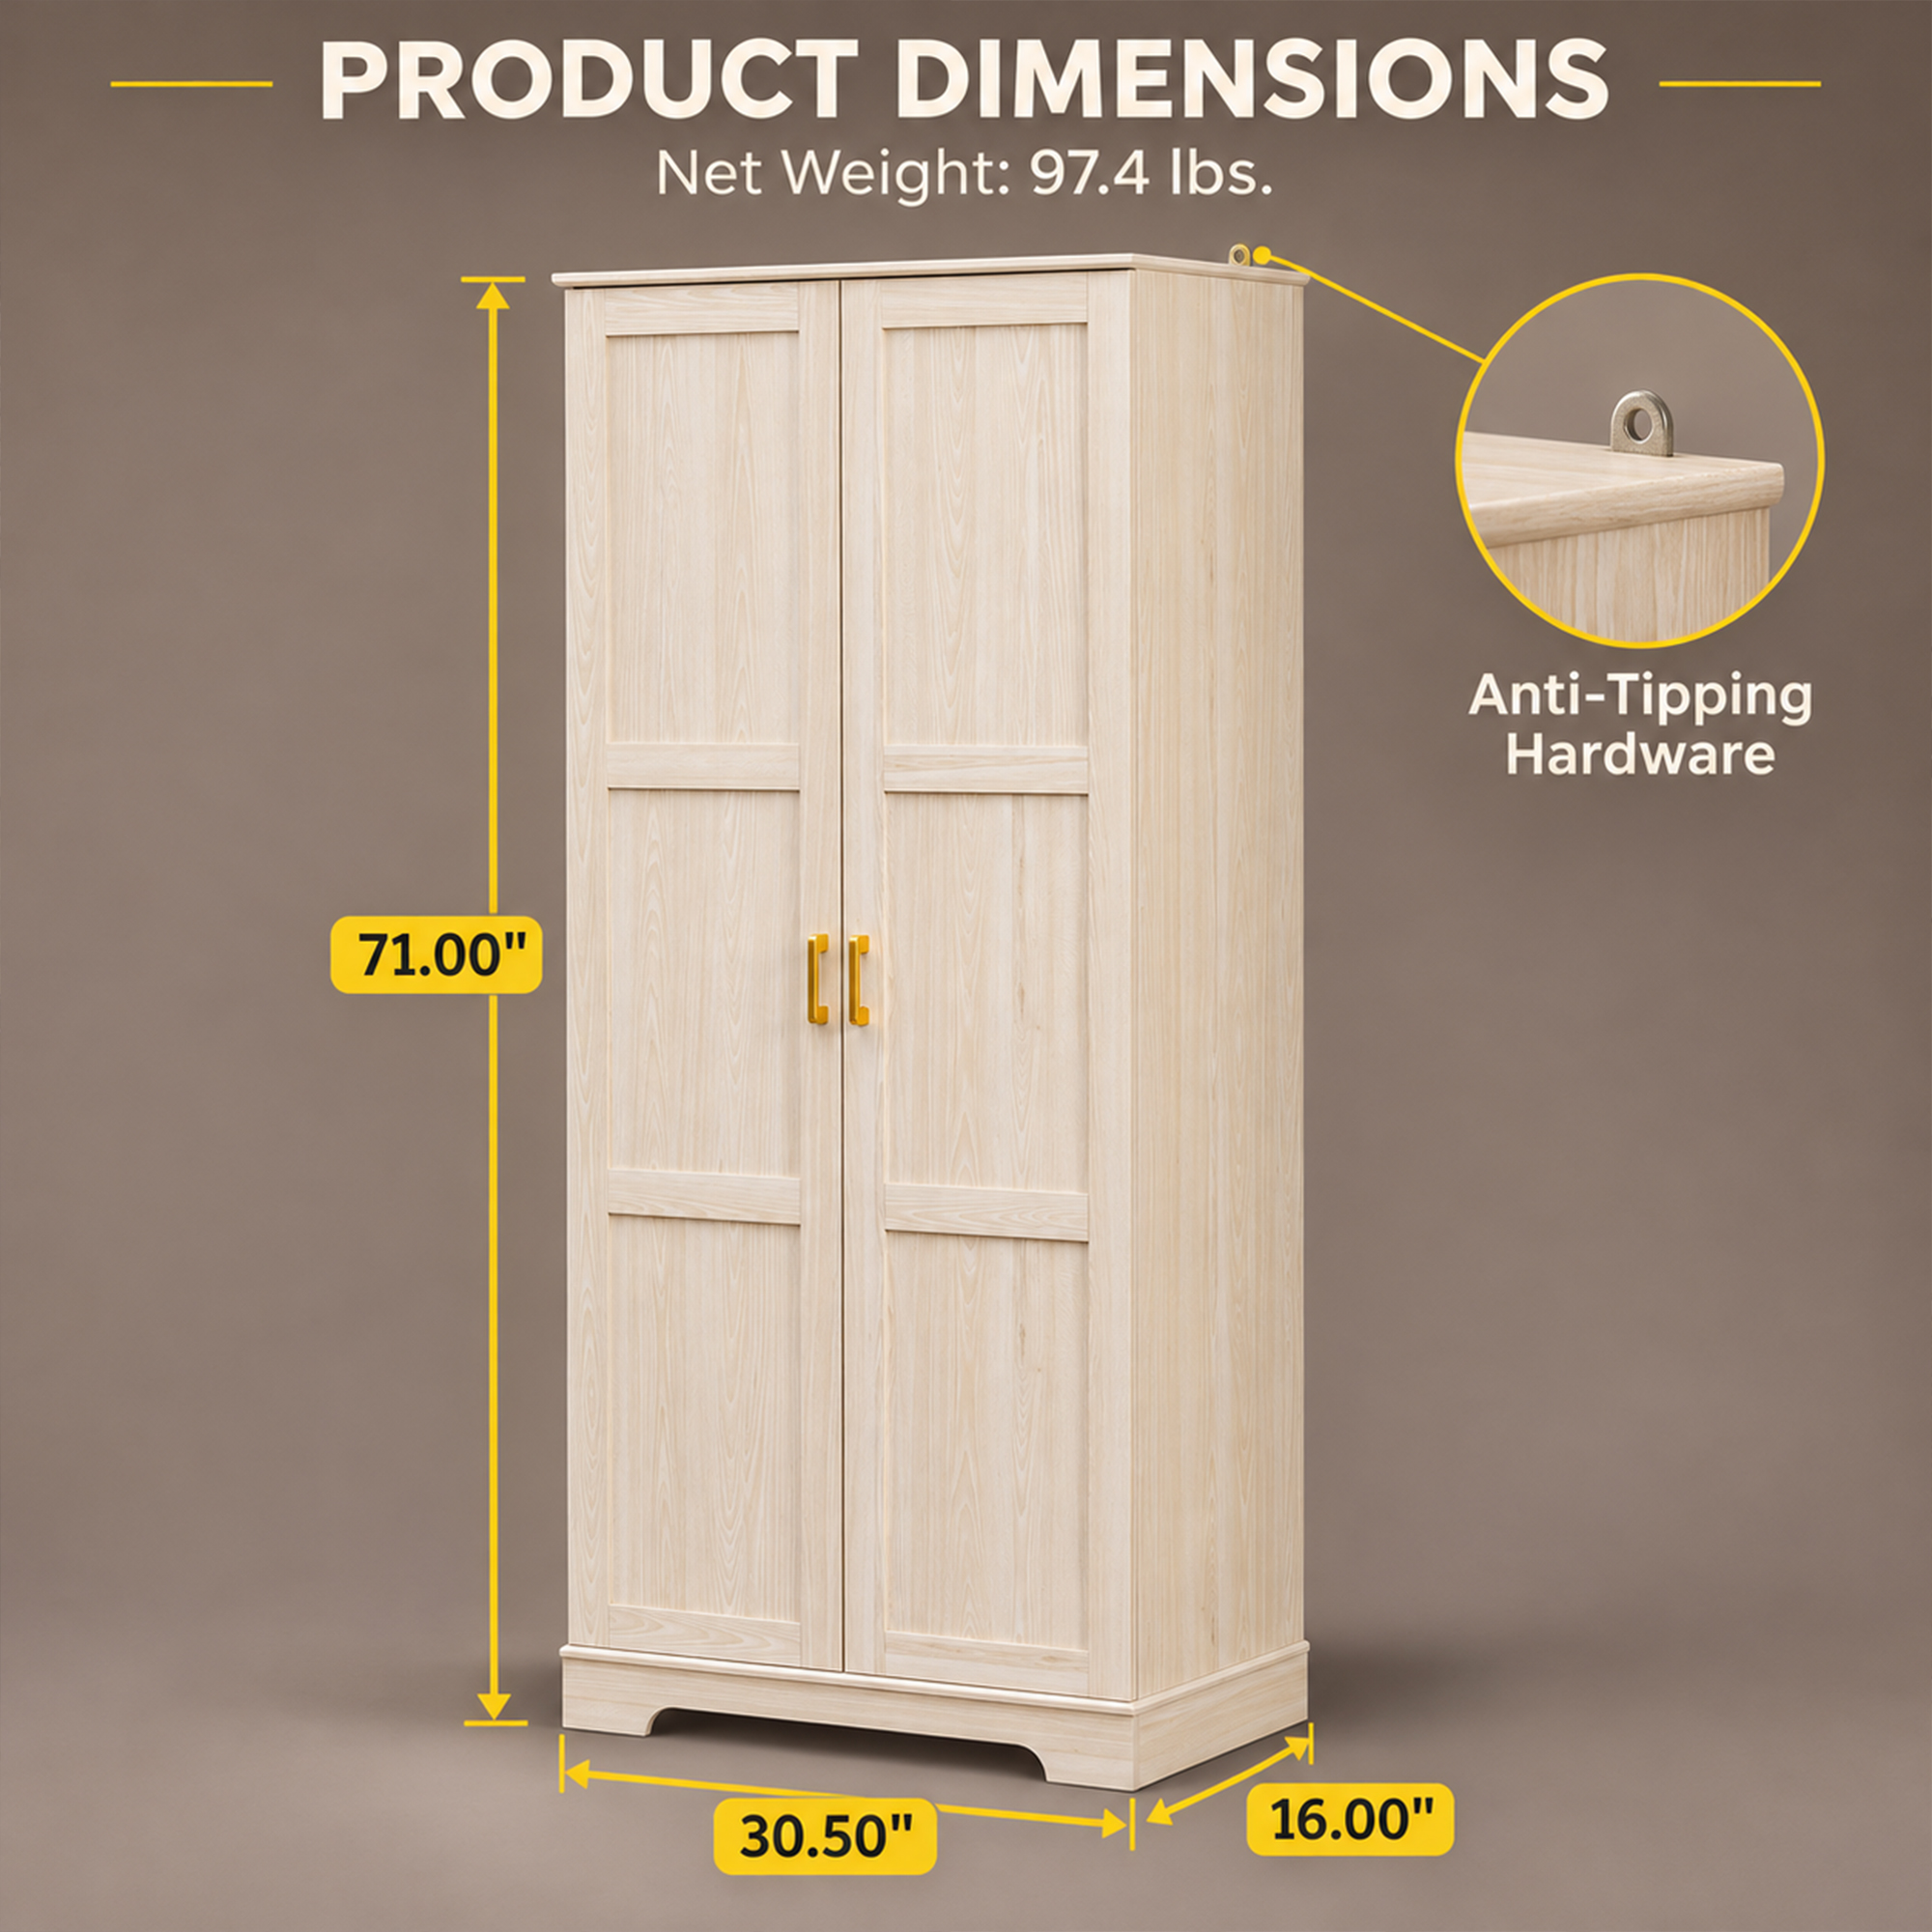 PRODUCT DIMENSIONS
Net Weight: 97.4 lbs.
Anti-Tipping
Hardware
71.00"
30.50"
16.00"